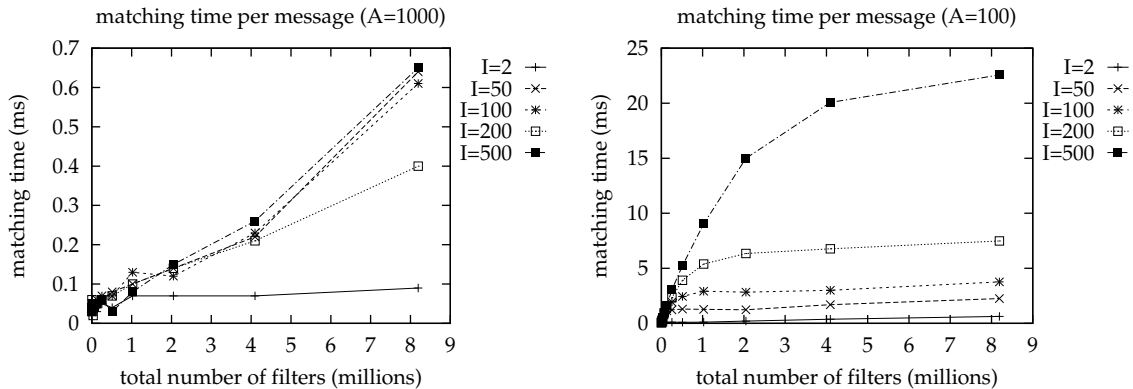 matching time per message (A=1000)
0.7
0.6
0.5
0.4
0.3
0.2
0.1
0
matching time (ms)
0 1 2 3 4 5 6 7 8 9
total number of filters (millions)
I=2
I=50
I=100
I=200
I=500
matching time per message (A=100)
25
20
15
10
5
0
matching time (ms)
0 1 2 3 4 5 6 7 8 9
total number of filters (millions)
I=2
I=50
I=100
I=200
I=500